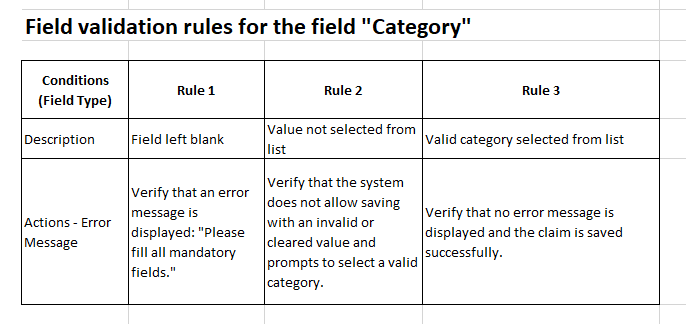 Field validation rules for the field "Category"
Conditions
(Field Type)
Rule 1
Rule 2
Rule 3
Description
Field left blank
Value not selected from
list
Valid category selected from list
Actions - Error
Message
Verify that an error
message is
displayed: "Please
fill all mandatory
fields."
Verify that the system
does not allow saving
with an invalid or
cleared value and
prompts to select a valid
category.
Verify that no error message is
displayed and the claim is saved
successfully.